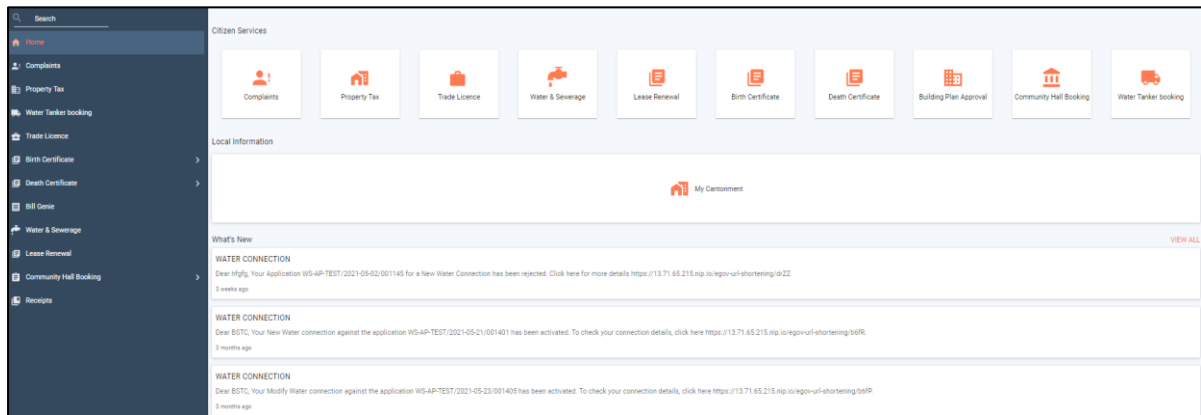 Search
Home
Complaints
Property Tax
Water Tanker booking
Trade Licence
Birth Certificate
Death Certificate
Bill Genie
Water & Sewerage
Lease Renewal
Community Hall Booking
Receipts
Citizen Services
Complaints
Property Tax
Trade Licence
Water & Sewerage
Lease Renewal
Birth Certificate
Death Certificate
Building Plan Approval
Community Hall Booking
Water Tanker booking
Local Information
My Cantonment
What's New
VIEW ALL
WATER CONNECTION
Dear hfgfg, Your Application WS-AP-TEST/2021-05-02/001145 for a New Water Connection has been rejected. Click here for more details https://13.71.65.215.nip.io/egov-url-shortening/drZZ
3 weeks ago
WATER CONNECTION
Dear BSTC, Your New Water connection against the application WS-AP-TEST/2021-05-21/001401 has been activated. To check your connection details, click here https://13.71.65.215.nip.io/egov-url-shortening/b6fR
3 months ago
WATER CONNECTION
Dear BSTC, Your Modify Water connection against the application WS-AP-TEST/2021-05-23/001405 has been activated. To check your connection details, click here https://13.71.65.215.nip.io/egov-url-shortening/b6fP
3 months ago